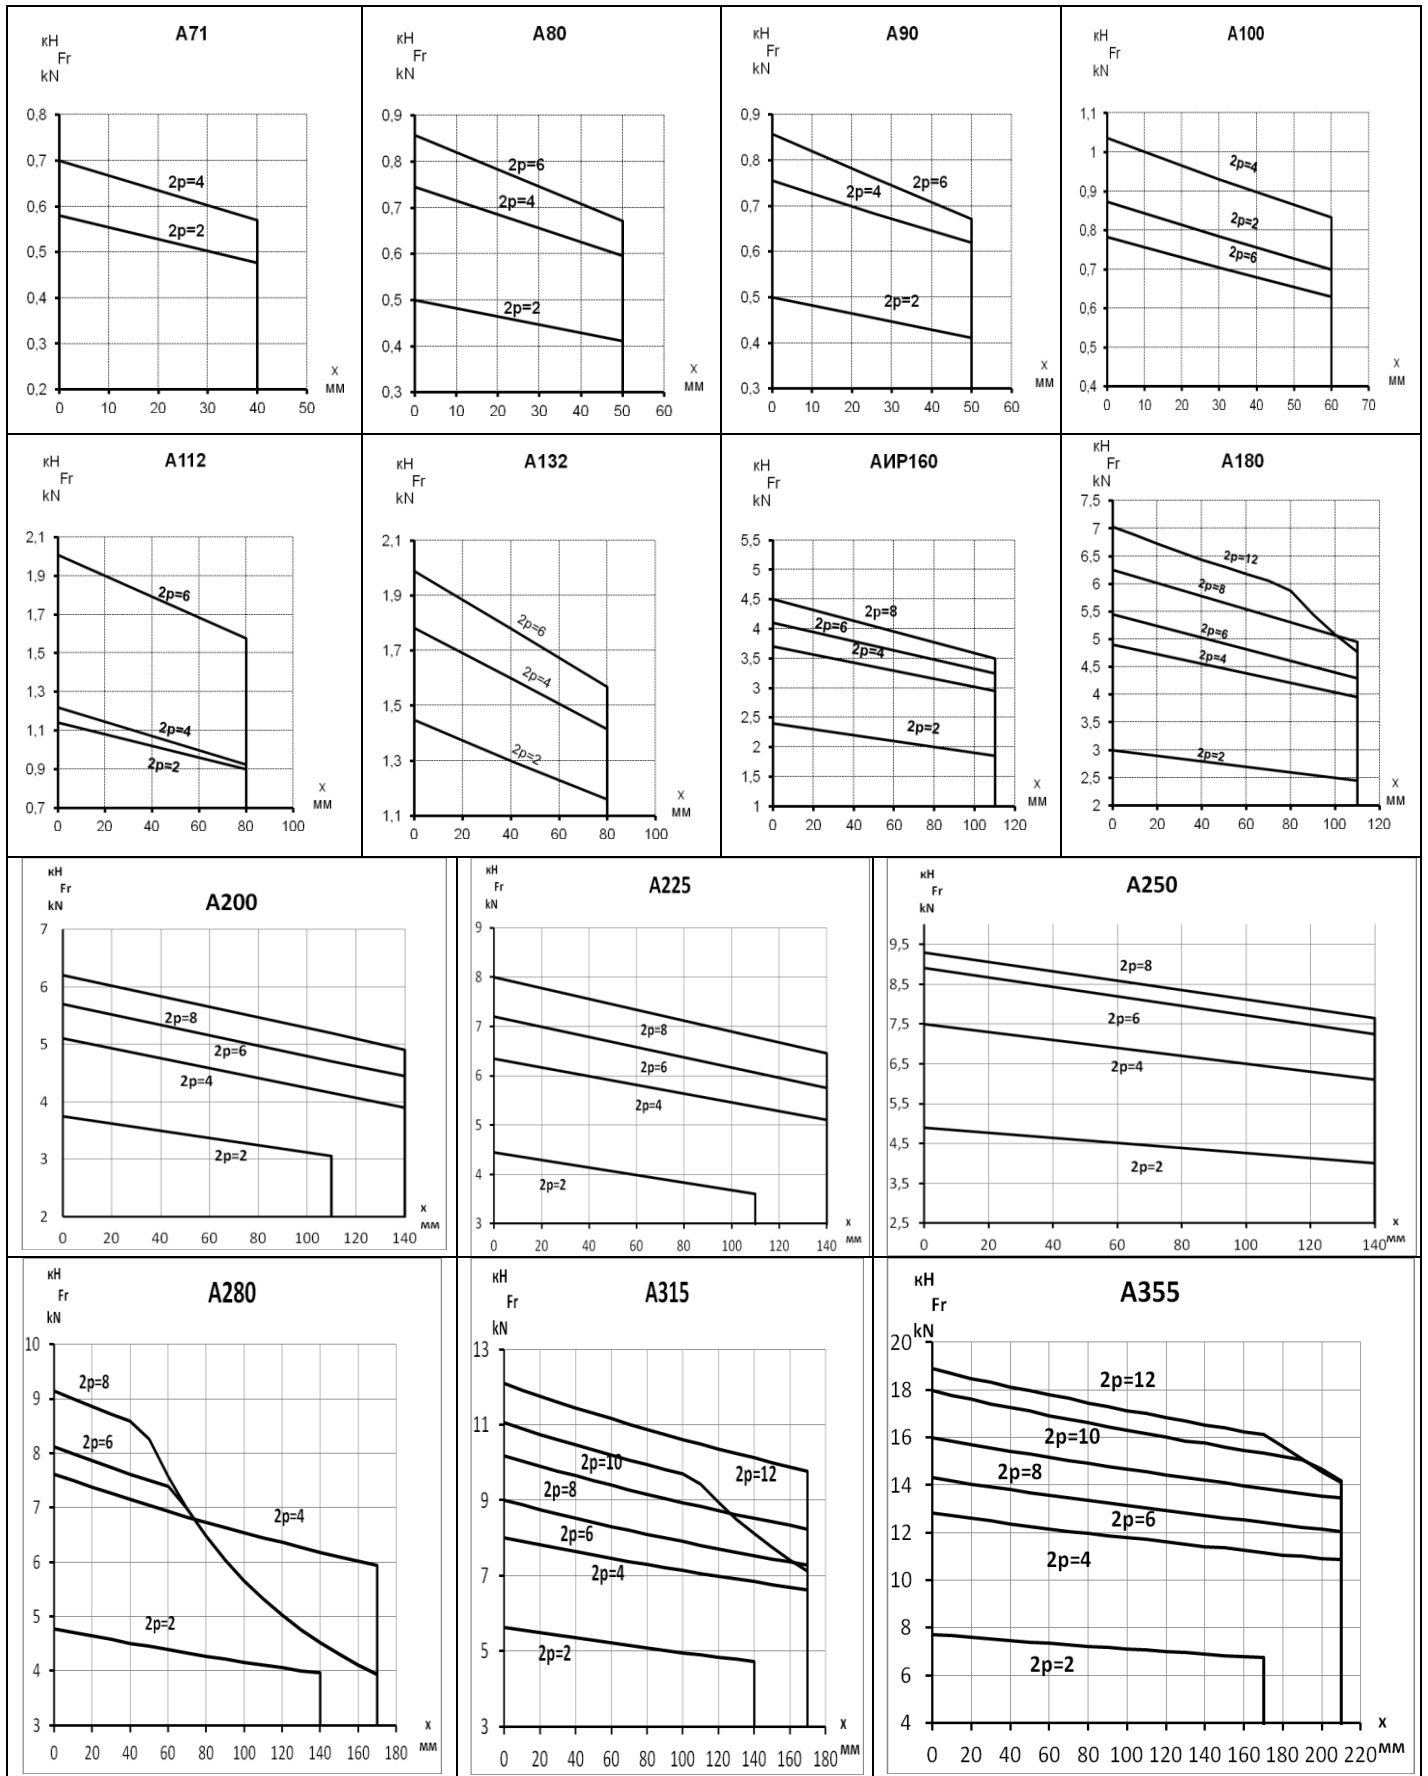 A71
кН
Fr
kN
0,8
0,7
0,6
0,5
0,4
0,3
0,2
2p=4
2p=2
х
мм
0 10 20 30 40 50
A80
кН
Fr
kN
0,9
0,8
0,7
0,6
0,5
0,4
0,3
2p=6
2p=4
2p=2
х
мм
0 10 20 30 40 50 60
A90
кН
Fr
kN
0,9
0,8
0,7
0,6
0,5
0,4
0,3
2p=6
2p=4
2p=2
х
мм
0 10 20 30 40 50 60
A100
кН
Fr
kN
1,1
1
0,9
0,8
0,7
0,6
0,5
0,4
2p=4
2p=2
2p=6
х
мм
0 10 20 30 40 50 60 70
A112
кН
Fr
kN
2,1
1,9
1,7
1,5
1,3
1,1
0,9
0,7
2p=6
2p=4
2p=2
х
мм
0 20 40 60 80 100
A132
кН
Fr
kN
2,1
1,9
1,7
1,5
1,3
1,1
2p=6
2p=4
2p=2
х
мм
0 20 40 60 80 100
АИР160
кН
Fr
kN
5,5
5
4,5
4
3,5
3
2,5
2
1,5
1
2p=8
2p=6
2p=4
2p=2
х
мм
0 20 40 60 80 100 120
A180
кН
Fr
kN
7,5
7
6,5
6
5,5
5
4,5
4
3,5
3
2,5
2
2p=12
2p=8
2p=6
2p=4
2p=2
х
мм
0 20 40 60 80 100 120
A200
кН
Fr
kN
7
6
5
4
3
2
2p=8
2p=6
2p=4
2p=2
х
мм
0 20 40 60 80 100 120 140
A225
кН
Fr
kN
9
8
7
6
5
4
3
2p=8
2p=6
2p=4
2p=2
х
мм
0 20 40 60 80 100 120 140
A250
кН
Fr
kN
9,5
8,5
7,5
6,5
5,5
4,5
3,5
2,5
2p=8
2p=6
2p=4
2p=2
х
мм
0 20 40 60 80 100 120 140
A280
кН
Fr
kN
10
9
8
7
6
5
4
3
2p=8
2p=6
2p=4
2p=2
х
мм
0 20 40 60 80 100 120 140 160 180
A315
кН
Fr
kN
13
11
9
7
5
3
2p=12
2p=10
2p=8
2p=6
2p=4
2p=2
х
мм
0 20 40 60 80 100 120 140 160 180
A355
кН
Fr
kN
20
18
16
14
12
10
8
6
4
2p=12
2p=10
2p=8
2p=6
2p=4
2p=2
х
мм
0 20 40 60 80 100 120 140 160 180 200 220